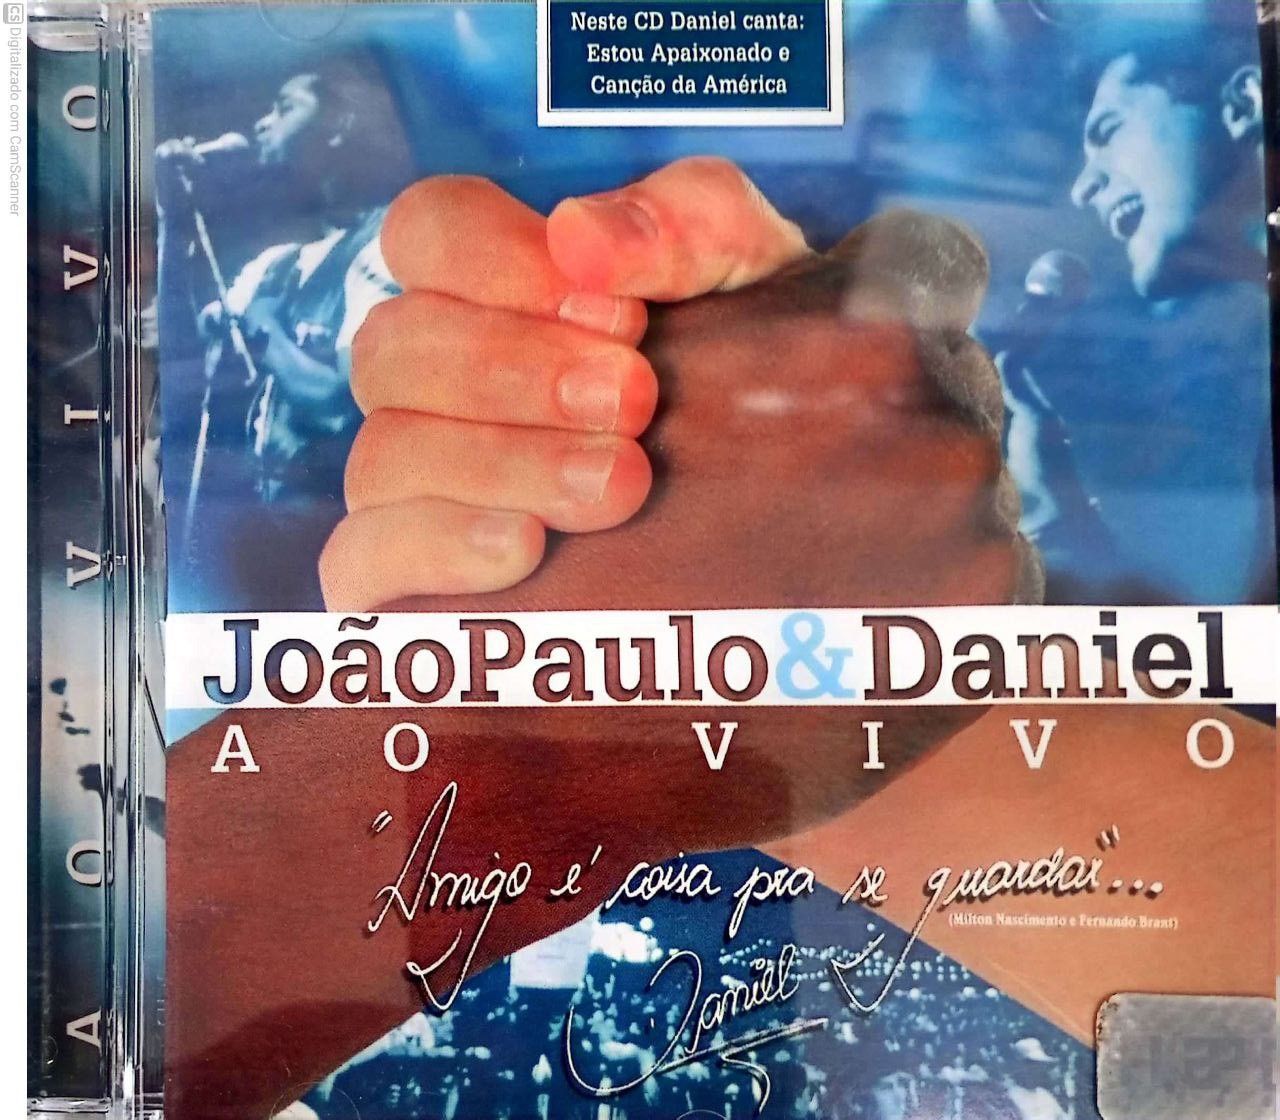 Neste CD Daniel canta:
Estou Apaixonado e
Canção da América
JoãoPaulo&Daniel
AO VIVO
"Amigo é coisa pra se guardar"...
(Milton Nascimento e Fernando Brant)
Daniel
AO VIVO
CS Digitalizado com CamScanner